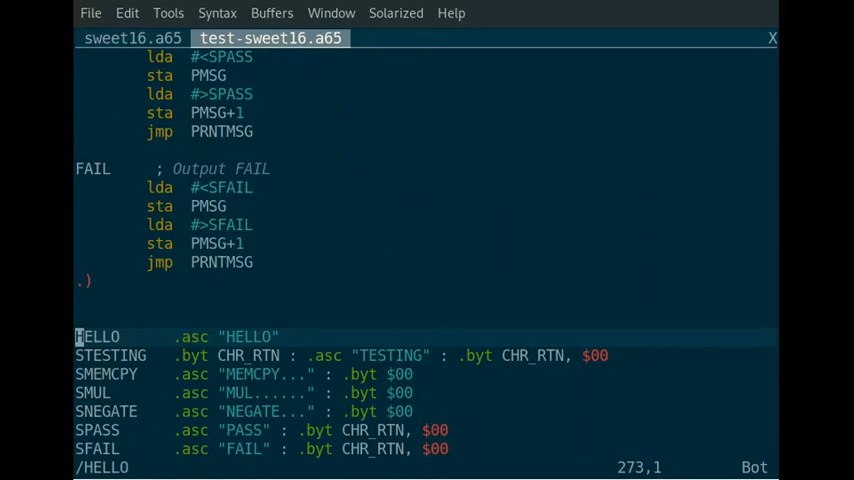 File Edit Tools Syntax Buffers Window Solarized Help
sweet16.a65 test-sweet16.a65 X
lda #<SPASS
sta PMSG
lda #>SPASS
sta PMSG+1
jmp PRNTMSG
FAIL ; Output FAIL
lda #<SFAIL
sta PMSG
lda #>SFAIL
sta PMSG+1
jmp PRNTMSG
.)
HELLO .asc "HELLO"
STESTING .byt CHR_RTN : .asc "TESTING" : .byt CHR_RTN, $00
SMEMCPY .asc "MEMCPY..." : .byt $00
SMUL .asc "MUL......" : .byt $00
SNEGATE .asc "NEGATE..." : .byt $00
SPASS .asc "PASS" : .byt CHR_RTN, $00
SFAIL .asc "FAIL" : .byt CHR_RTN, $00
/HELLO 273,1 Bot